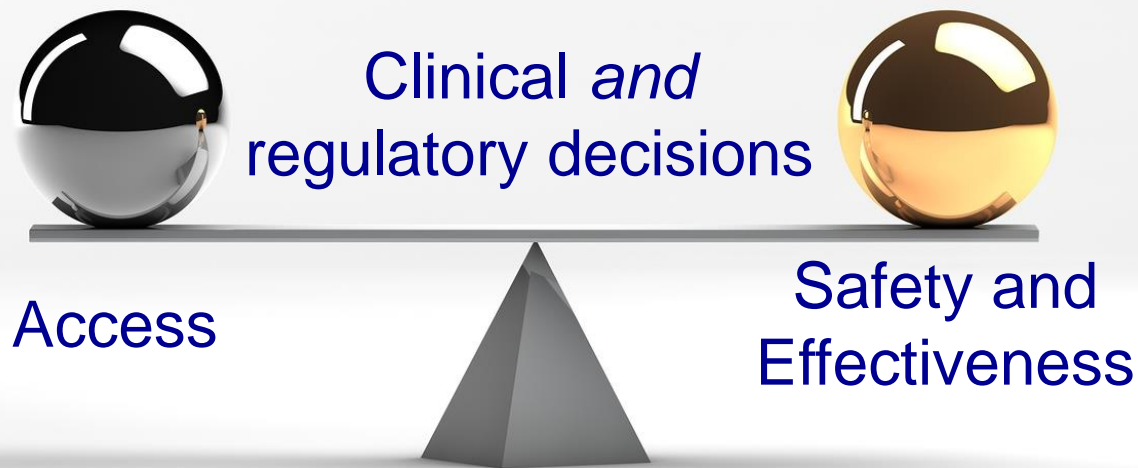 Clinical and
regulatory decisions
Access
Safety and
Effectiveness